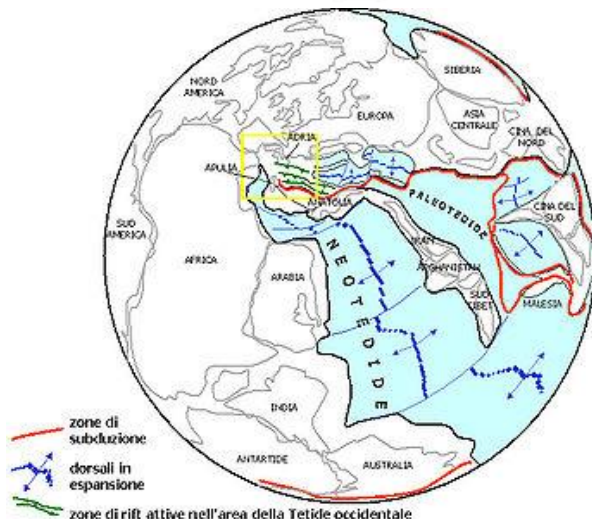 SIBERIA
NORD
AMERICA
EUROPA
ASIA
CENTRALE
CINA DEL
NORD
ADRIA
APULIA
ANATOLIA
PALEOTEDIDE
CINA DEL
SUD
SUD
AMERICA
AFRICA
ARABIA
NEOTEDIDE
IRAN
AFGHANISTAN
SUD
TIBET
MALESIA
INDIA
ANTARTIDE
AUSTRALIA
zone di
subduzione
dorsali in
espansione
zone di rift attive nell'area della Tetide occidentale